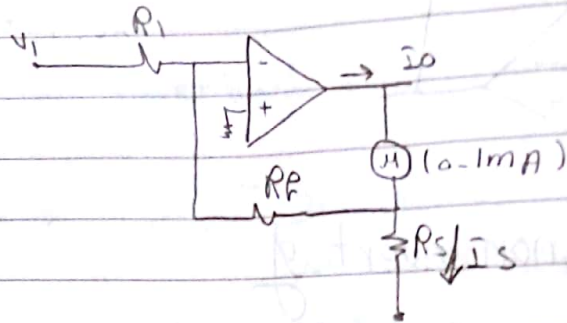 R1
V1
-
+
Io
M (0-1mA)
RF
Rs Is